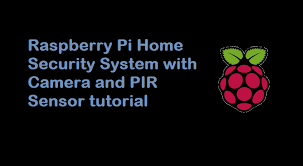 Raspberry Pi Home
Security System with
Camera and PIR
Sensor tutorial